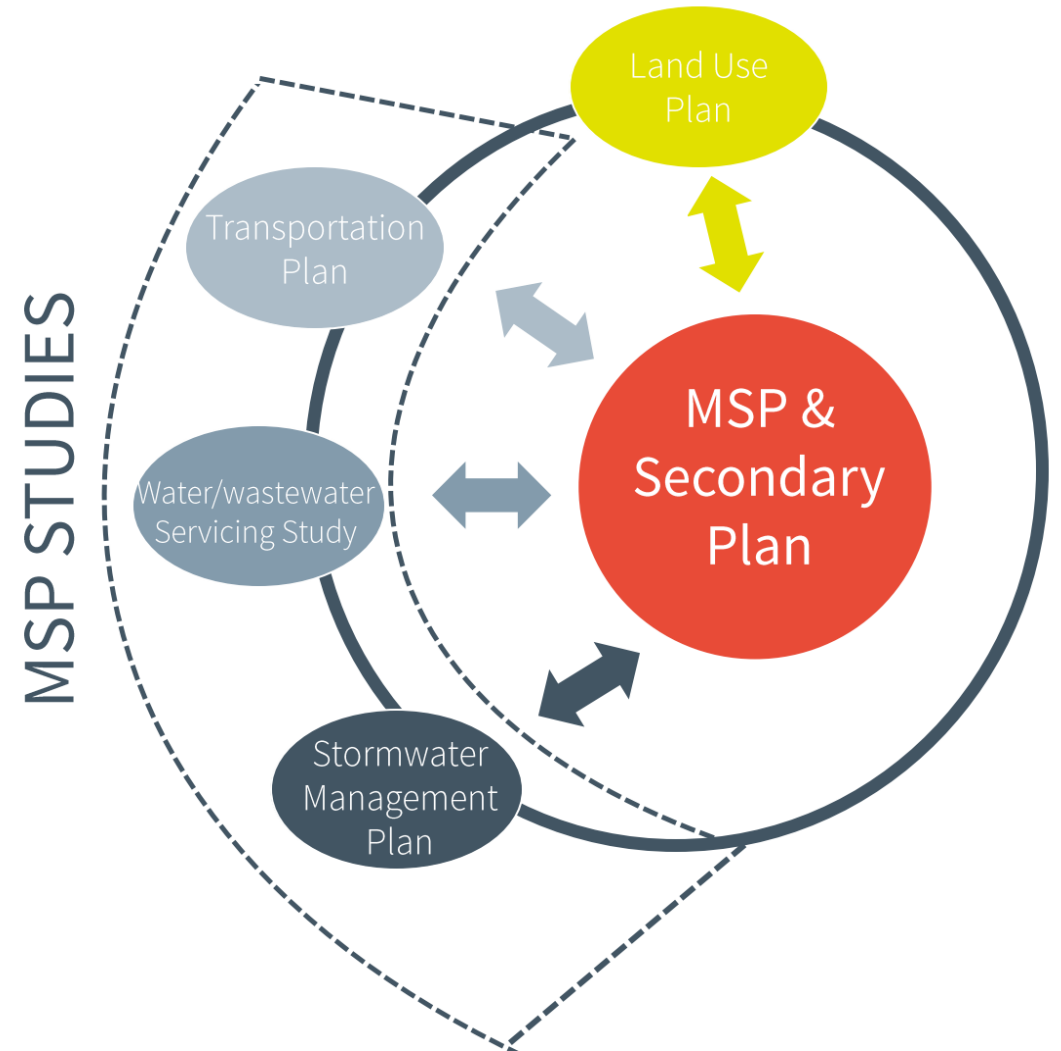 Land Use
Plan
Transportation
Plan
MSP STUDIES
MSP &
Secondary
Plan
Water/wastewater
Servicing Study
Stormwater
Management
Plan